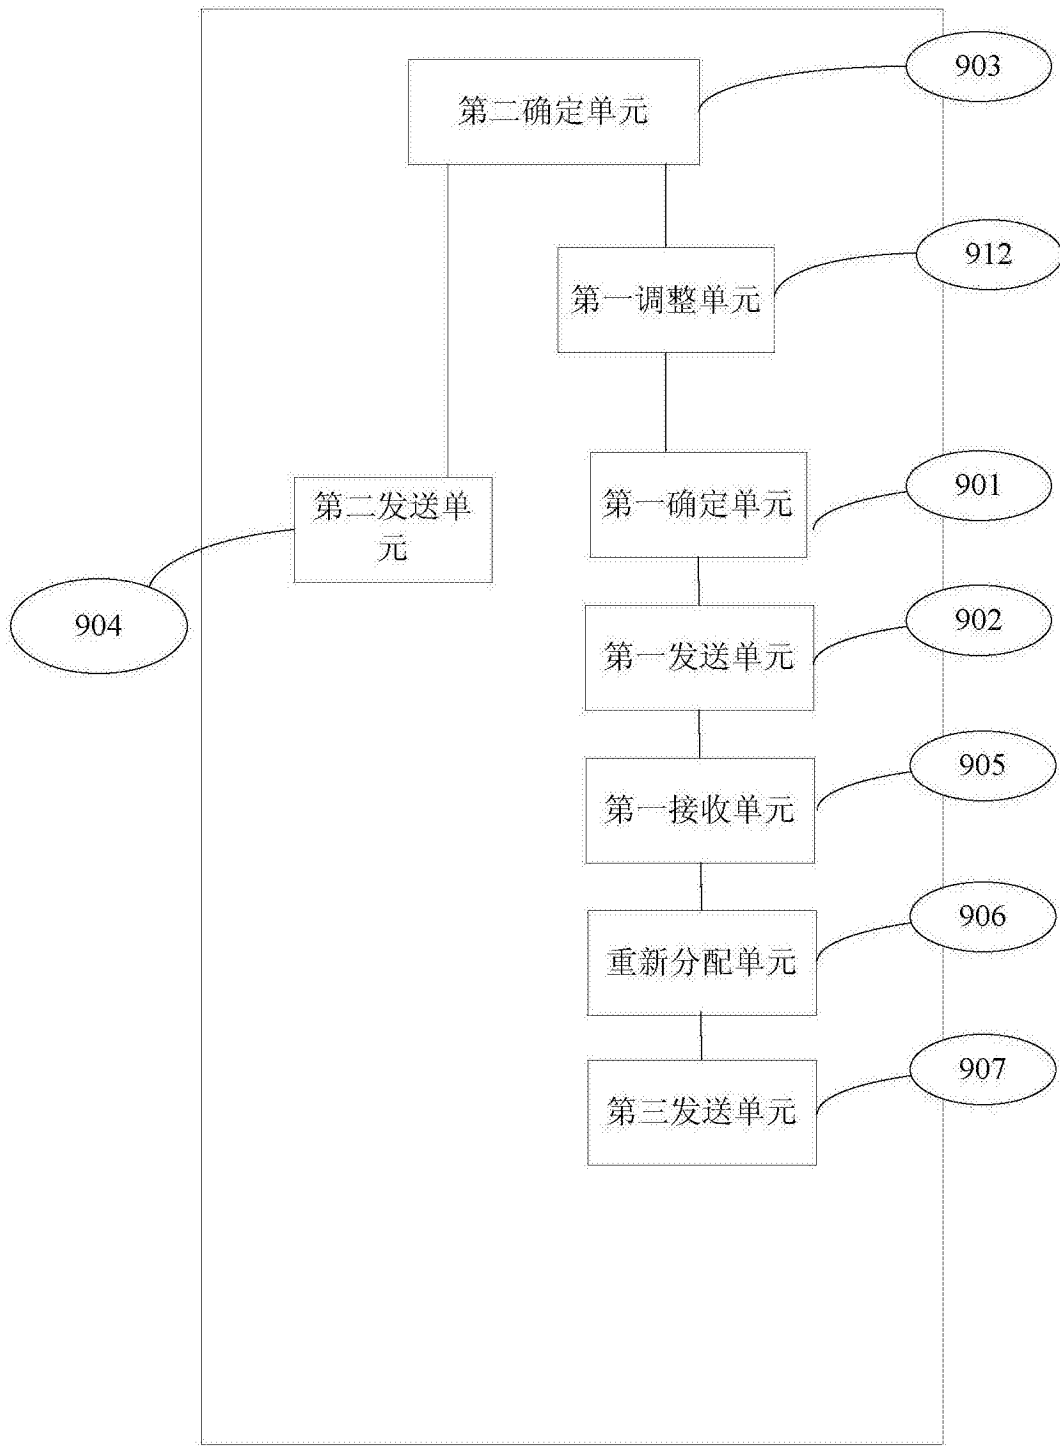 第二确定单元
903
第一调整单元
912
第一确定单元
901
第二发送单
元
904
第一发送单元
902
第一接收单元
905
重新分配单元
906
第三发送单元
907